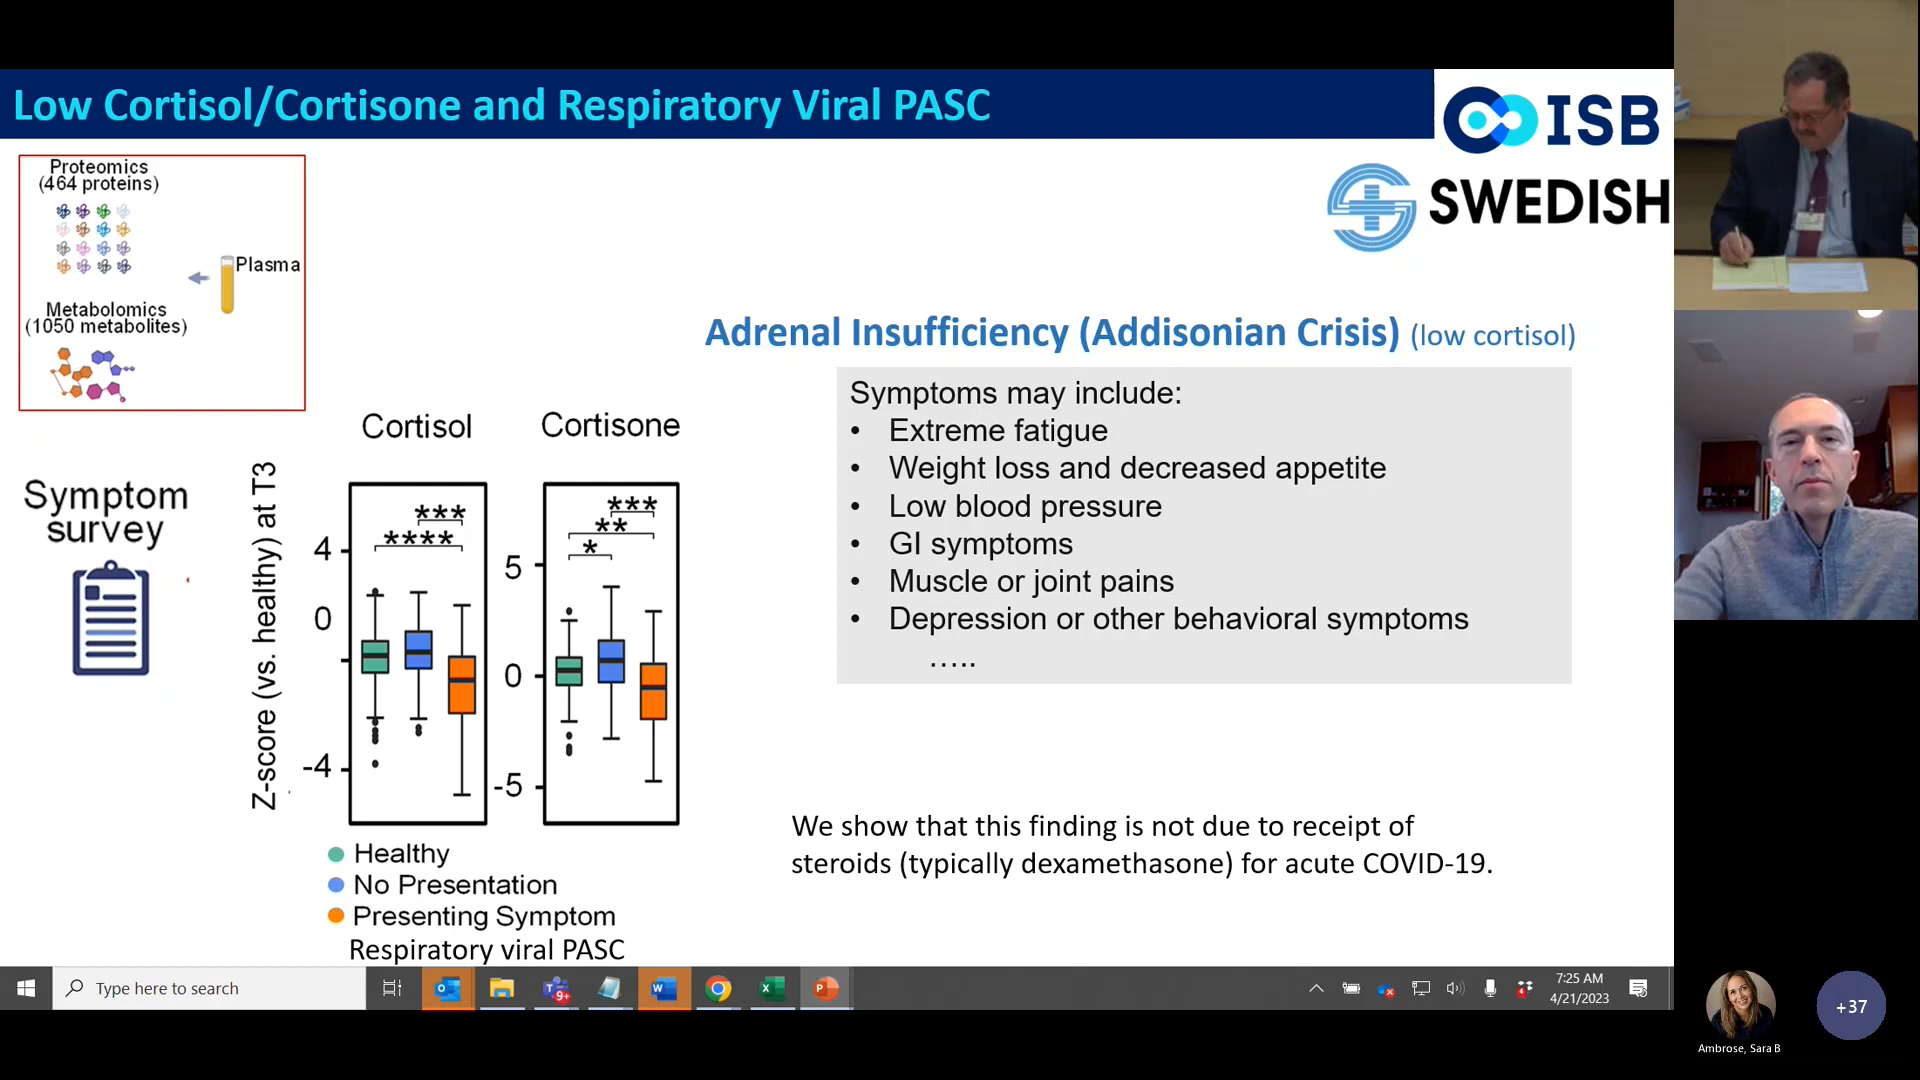 Low Cortisol/Cortisone and Respiratory Viral PASC
ISB
SWEDISH
Proteomics
(464 proteins)
Plasma
Metabolomics
(1050 metabolites)
Symptom
survey
Adrenal Insufficiency (Addisonian Crisis) (low cortisol)
Symptoms may include:
• Extreme fatigue
• Weight loss and decreased appetite
• Low blood pressure
• GI symptoms
• Muscle or joint pains
• Depression or other behavioral symptoms
…..
Cortisol
Cortisone
Z-score (vs. healthy) at T3
4
0
-4
***
****
5
0
-5
***
**
*
Healthy
No Presentation
Presenting Symptom
Respiratory viral PASC
We show that this finding is not due to receipt of
steroids (typically dexamethasone) for acute COVID-19.
Type here to search
9+
7:25 AM
4/21/2023
+37
Ambrose, Sara B